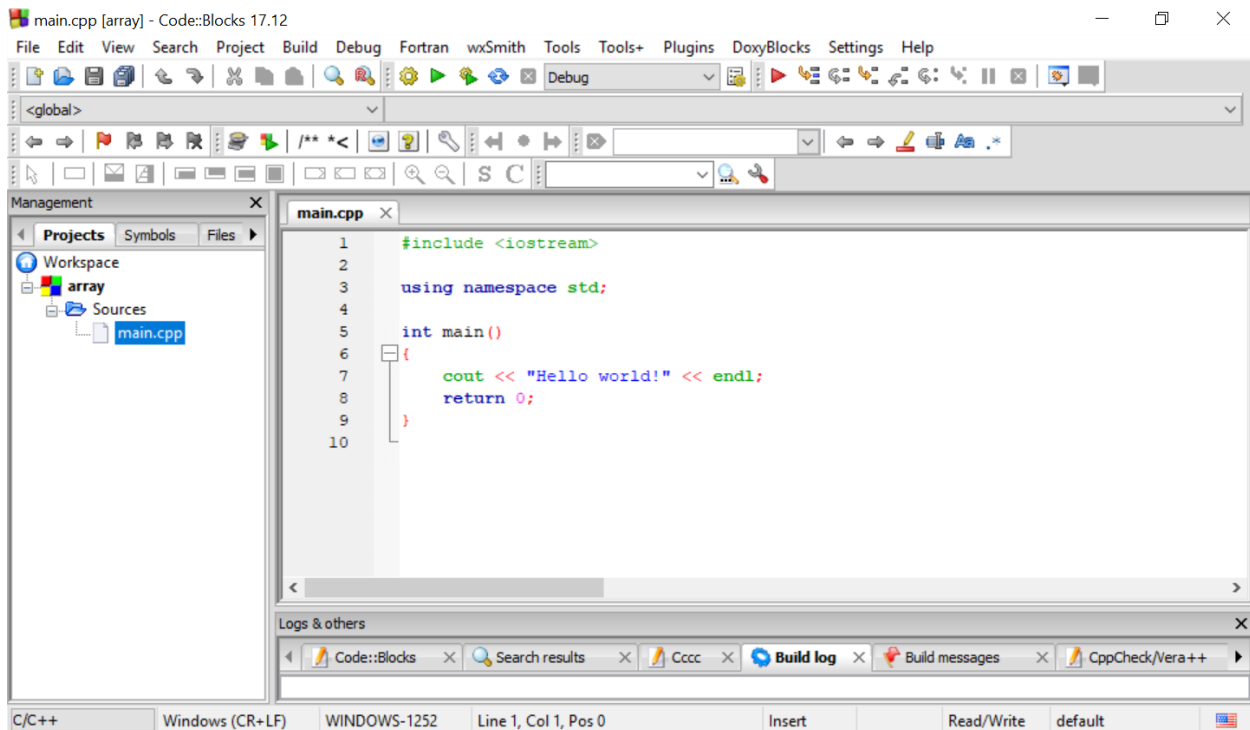 main.cpp [array] - Code::Blocks 17.12
File Edit View Search Project Build Debug Fortran wxSmith Tools Tools+ Plugins DoxyBlocks Settings Help
Debug
<global>
/** *<
S C
Management
Projects Symbols Files
Workspace
array
Sources
main.cpp
main.cpp
1 #include <iostream>
2
3 using namespace std;
4
5 int main()
6 {
7 cout << "Hello world!" << endl;
8 return 0;
9 }
10
Logs & others
Code::Blocks Search results Cccc Build log Build messages CppCheck/Vera++
C/C++ Windows (CR+LF) WINDOWS-1252 Line 1, Col 1, Pos 0 Insert Read/Write default